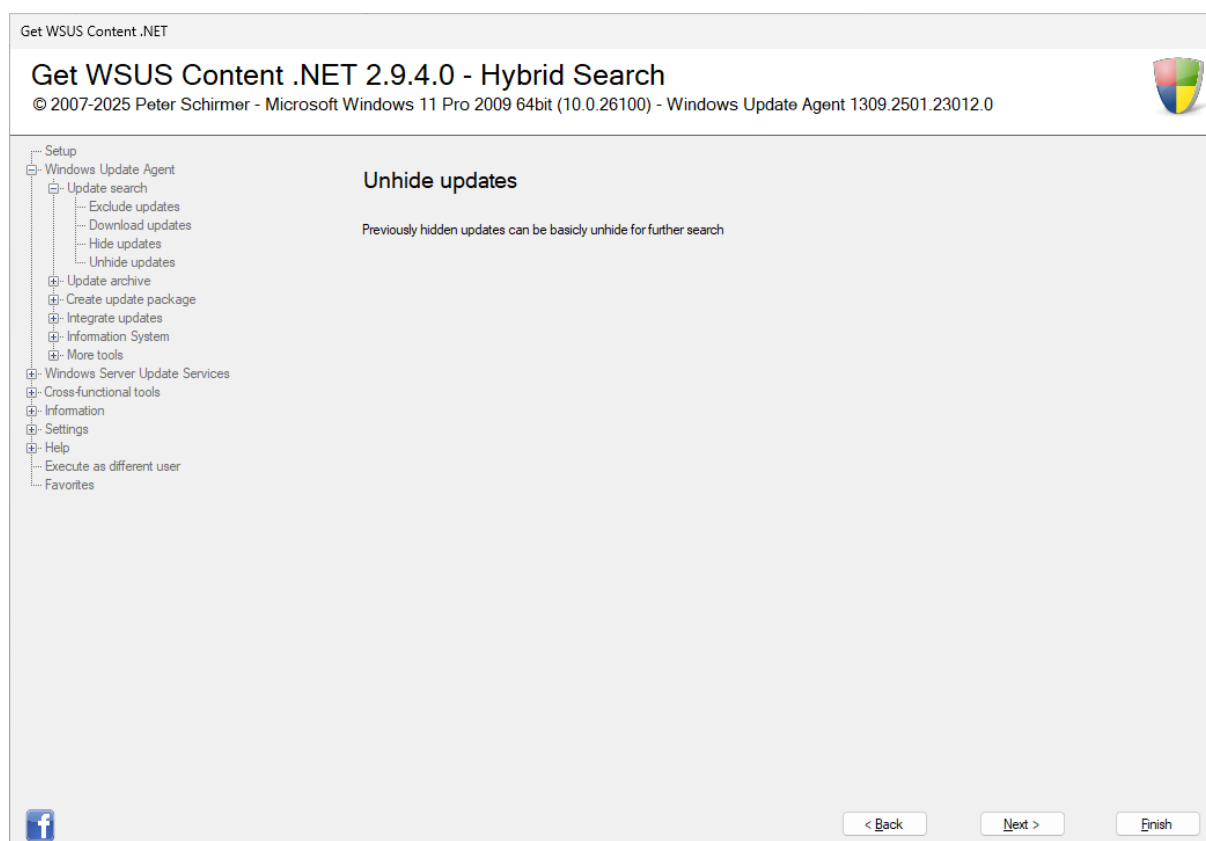 Get WSUS Content .NET
Get WSUS Content .NET 2.9.4.0 - Hybrid Search
© 2007-2025 Peter Schirmer - Microsoft Windows 11 Pro 2009 64bit (10.0.26100) - Windows Update Agent 1309.2501.23012.0
Setup
Windows Update Agent
Update search
Exclude updates
Download updates
Hide updates
Unhide updates
Update archive
Create update package
Integrate updates
Information System
More tools
Windows Server Update Services
Cross-functional tools
Information
Settings
Help
Execute as different user
Favorites
Unhide updates
Previously hidden updates can be basicly unhide for further search
f
< Back
Next >
Finish